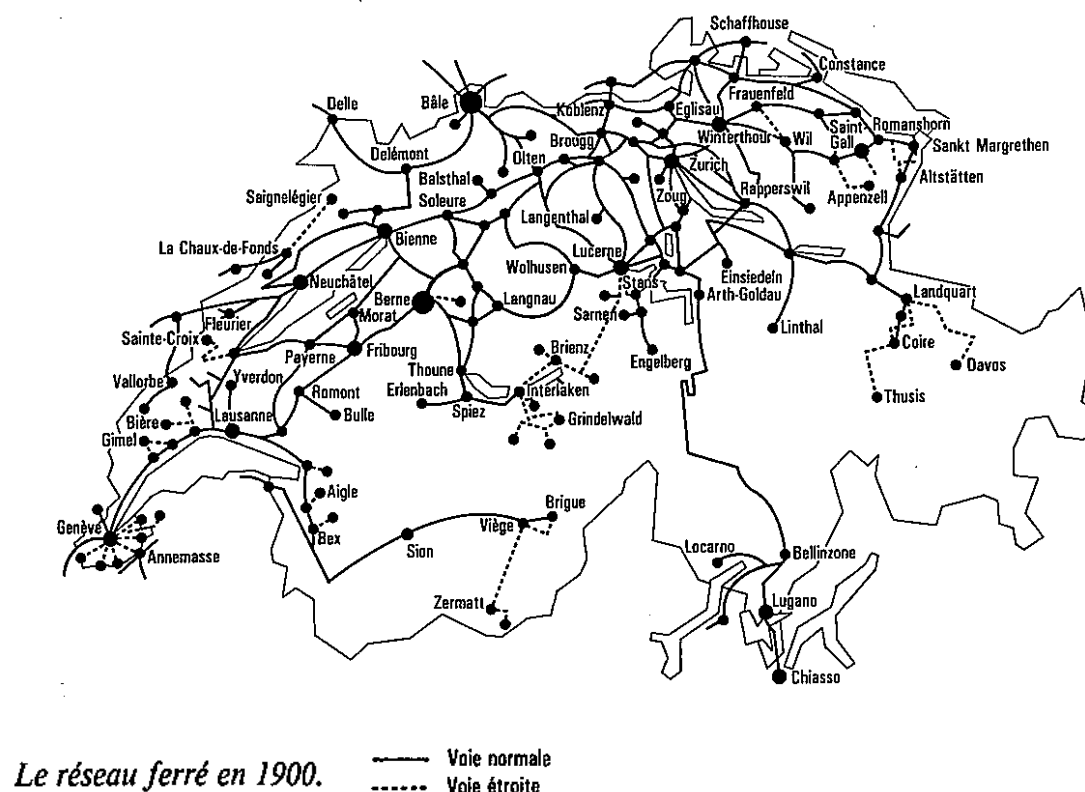 Schaffhouse
Constance
Delle
Bâle
Koblenz
Eglisau
Frauenfeld
Romanshorn
Saint-
Gall
Winterthour
Wil
Sankt Margrethen
Brougg
Olten
Delémont
Balsthal
Zurich
Altstätten
Appenzell
Saignelégier
Soleure
Zoug
Rapperswil
Langenthal
La Chaux-de-Fonds
Bienne
Lucerne
Wolhusen
Einsiedeln
Neuchâtel
Stans
Arth-Goldau
Landquart
Berne
Langnau
Sarnen
Morat
Fleurier
Linthal
Sainte-Croix
Fribourg
Payerne
Brienz
Engelberg
Coire
Davos
Thoune
Vallorbe
Yverdon
Romont
Erlenbach
Interlaken
Thusis
Spiez
Bulle
Lausanne
Bière
Grindelwald
Gimel
Aigle
Brigue
Viège
Genève
Bex
Sion
Annemasse
Locarno
Bellinzone
Zermatt
Lugano
Chiasso
Le réseau ferré en 1900.
Voie normale
Voie étroite